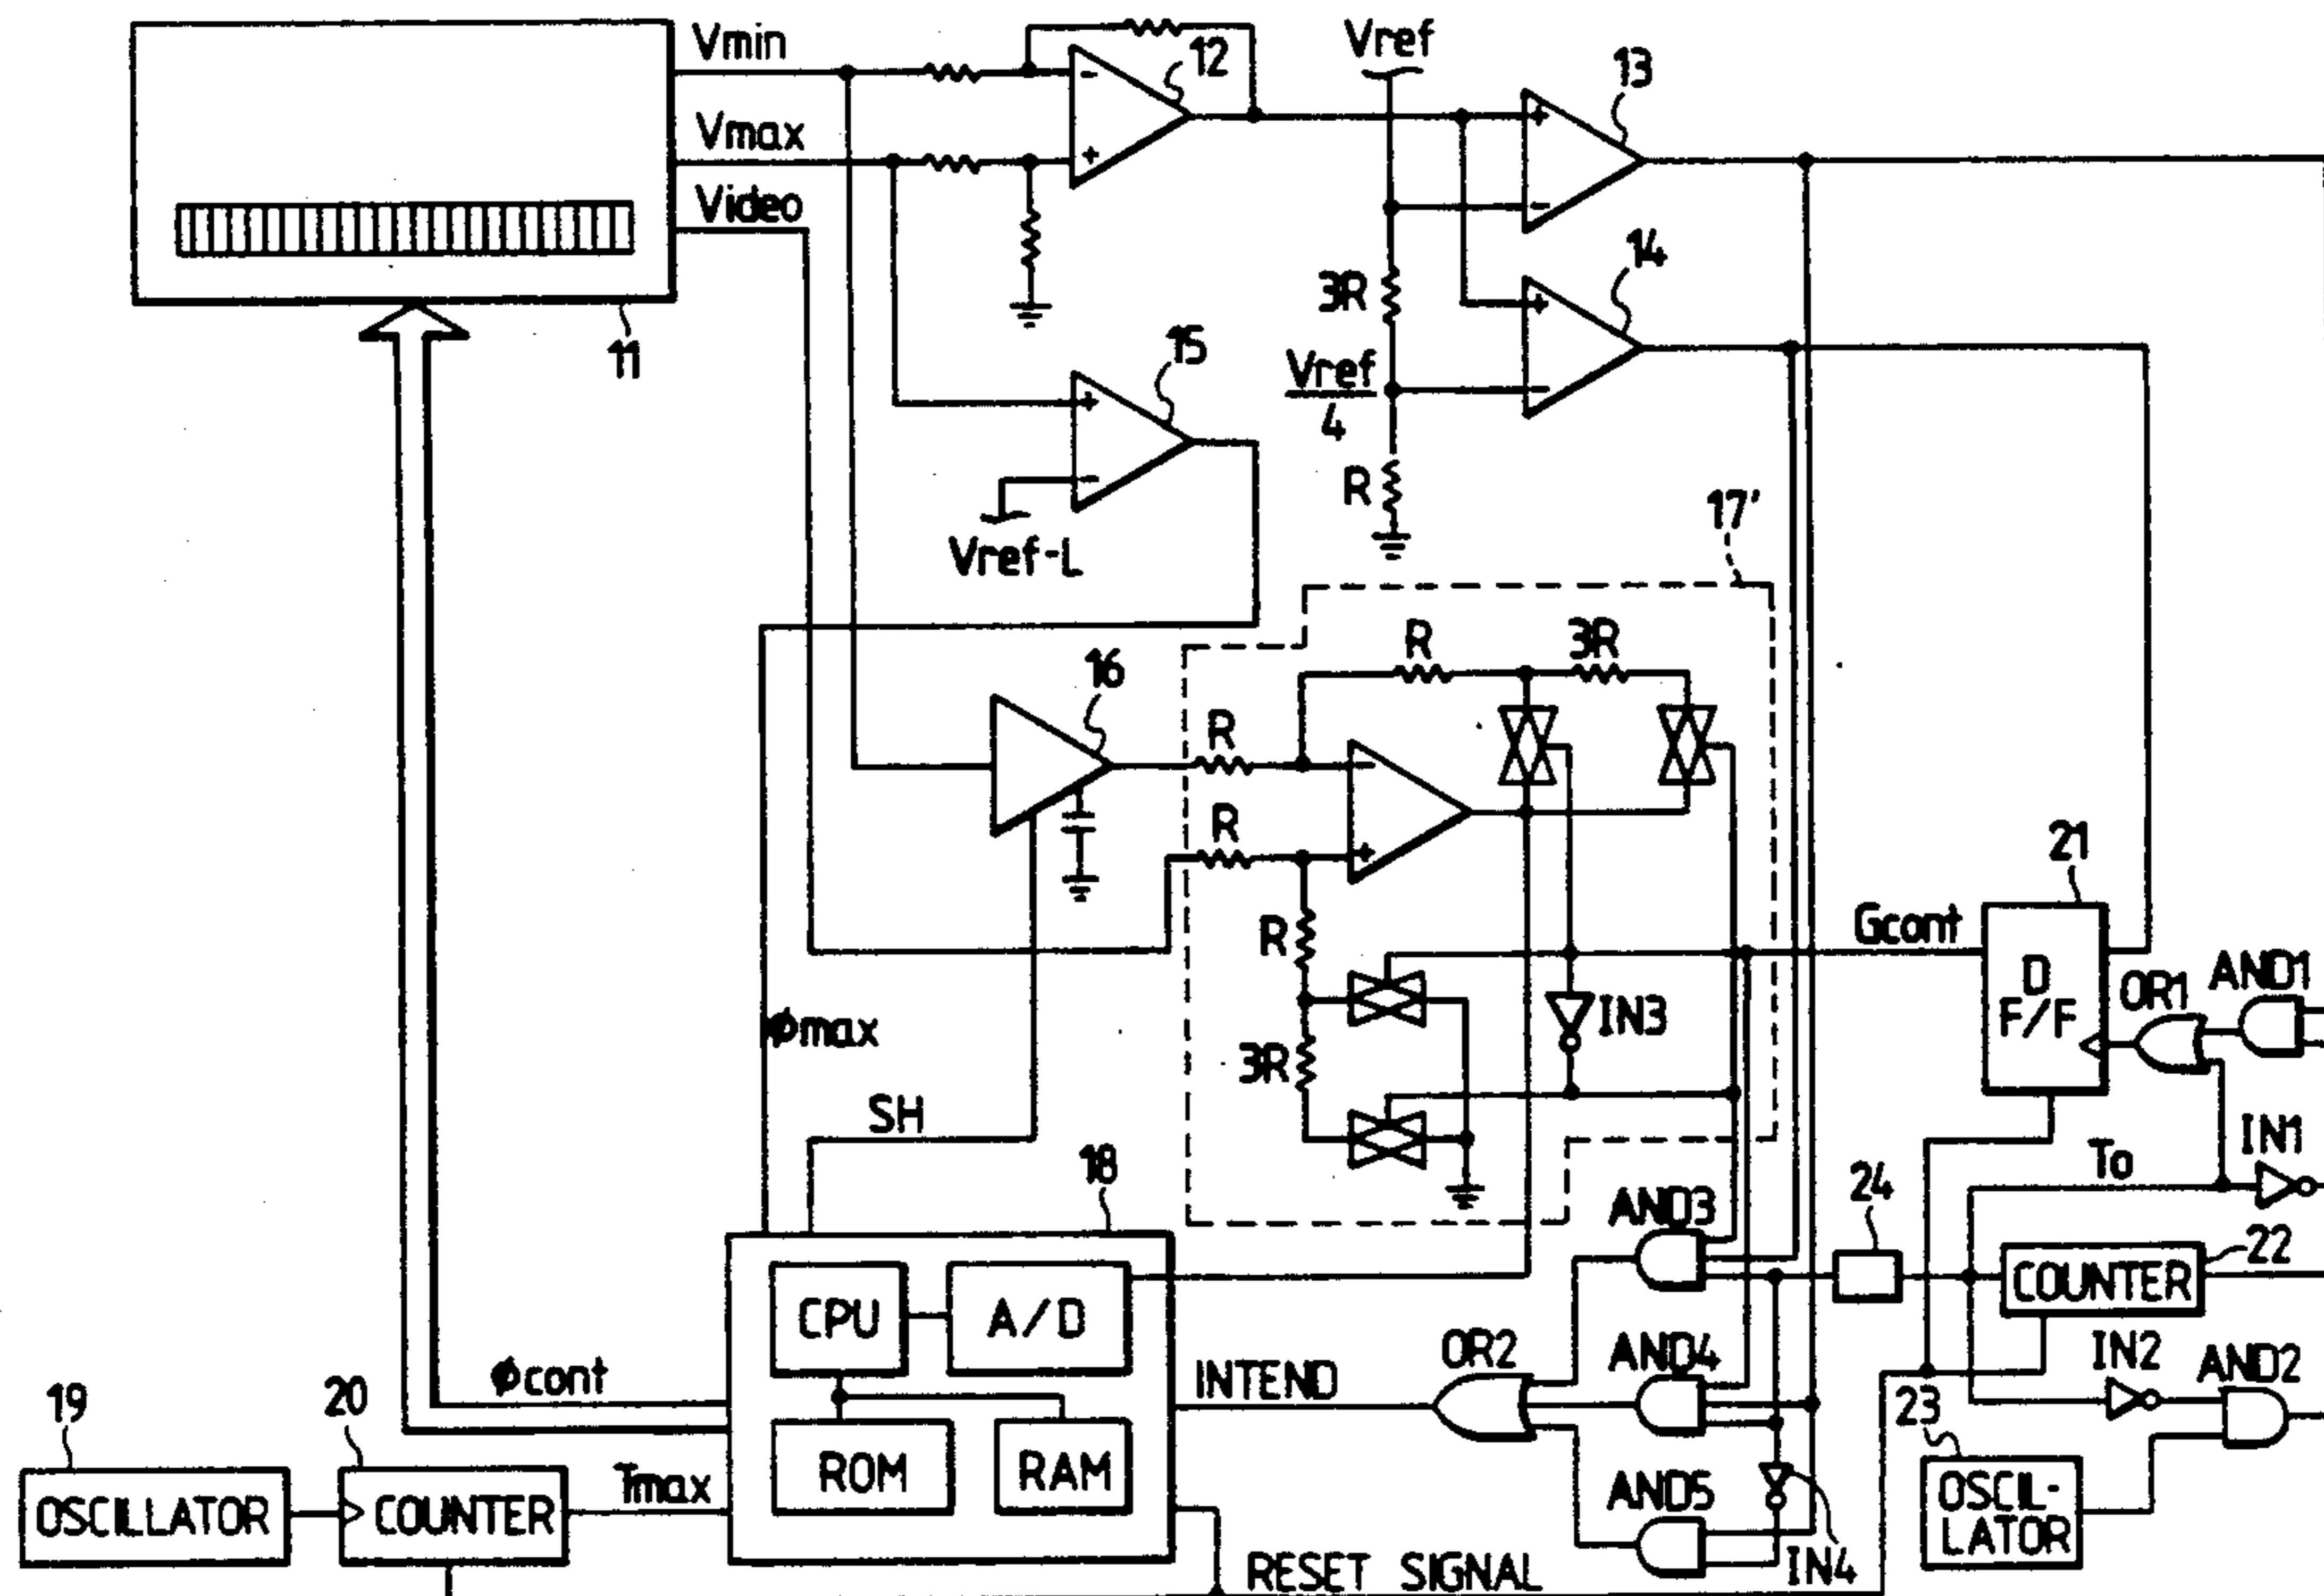 Vmin
12
Vref
13
Vmax
Video
14
3R
15
11
Vref
4
R
17'
Vref-L
R
3R
16
R
R
21
Gcont
R
D
F/F
OR1
AND1
φmax
IN3
3R
SH
18
To
IN1
24
AND3
22
CPU
A/D
COUNTER
OR2
AND4
IN2
AND2
φcont
INTEND
19
20
23
ROM
RAM
AND5
OSCIL-
LATOR
Tmax
OSCILLATOR
COUNTER
RESET SIGNAL
IN4
-
+
+
-
+
-
+
-
-
+